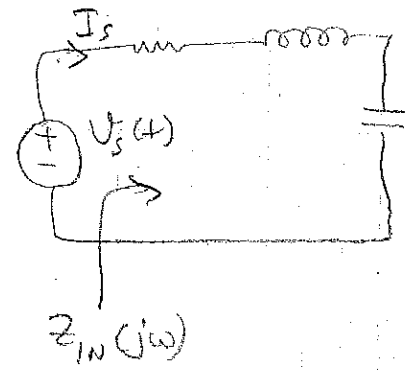 Is
+
-
Vs(t)
ZIN(jω)